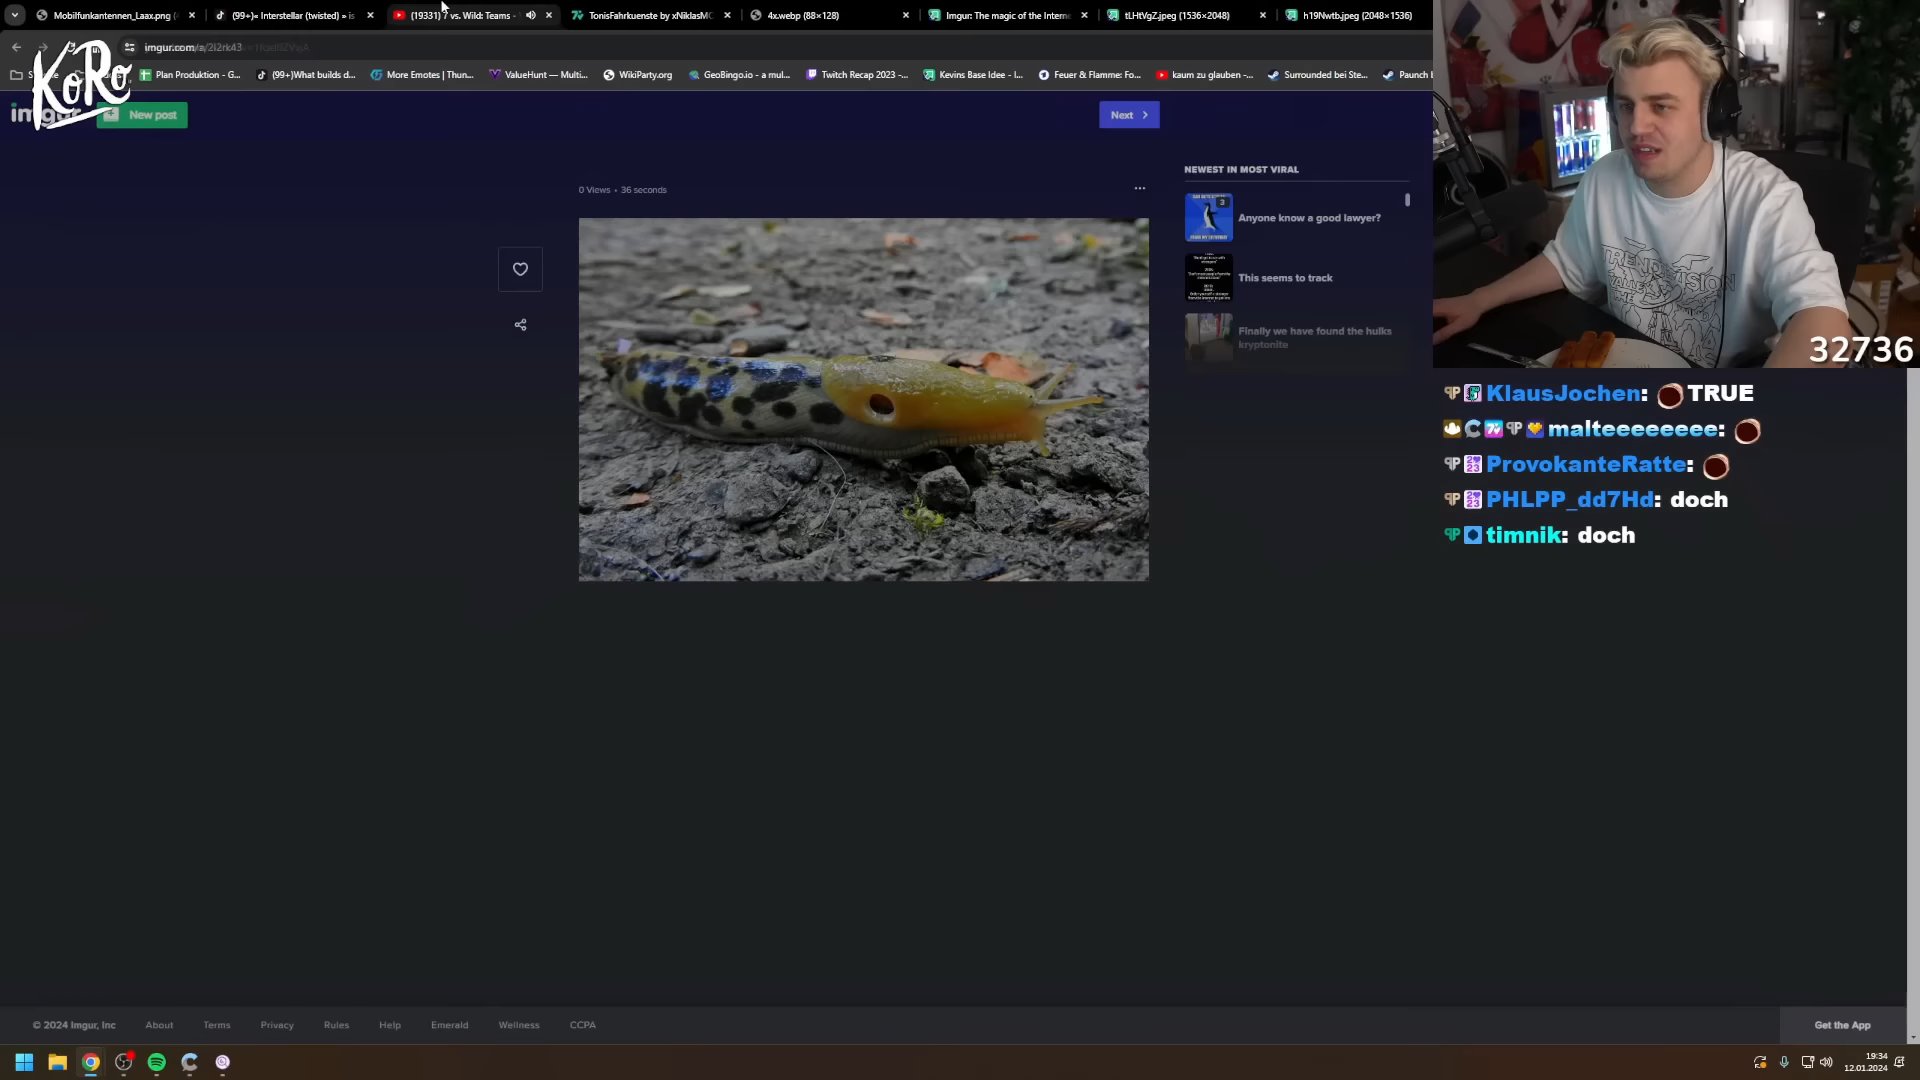 Mobilfunkantennen_Laax.png (
(99+)« Interstellar (twisted) » is
(19331) 7 vs. Wild: Teams -
TonisFahrkuenste by xNiklasMC
4x.webp (88×128)
Imgur: The magic of the Interne
tLHtVgZ.jpeg (1536×2048)
h19Nwtb.jpeg (2048×1536)
imgur.com/a/2i2rk43
KoRo
Plan Produktion - G...
(99+)What builds d...
More Emotes | Thun...
ValueHunt — Multi...
WikiParty.org
GeoBingo.io - a mul...
Twitch Recap 2023 -...
Kevins Base Idee - I...
Feuer & Flamme: Fo...
kaum zu glauben -...
Surrounded bei Ste...
imgur
New post
Next
0 Views • 36 seconds
NEWEST IN MOST VIRAL
3
Anyone know a good lawyer?
This seems to track
Finally we have found the hulks
kryptonite
32736
KlausJochen: TRUE
malteeeeeeee:
ProvokanteRatte:
PHLPP_dd7Hd: doch
timnik: doch
© 2024 Imgur, Inc
About
Terms
Privacy
Rules
Help
Emerald
Wellness
CCPA
Get the App
19:34
12.01.2024